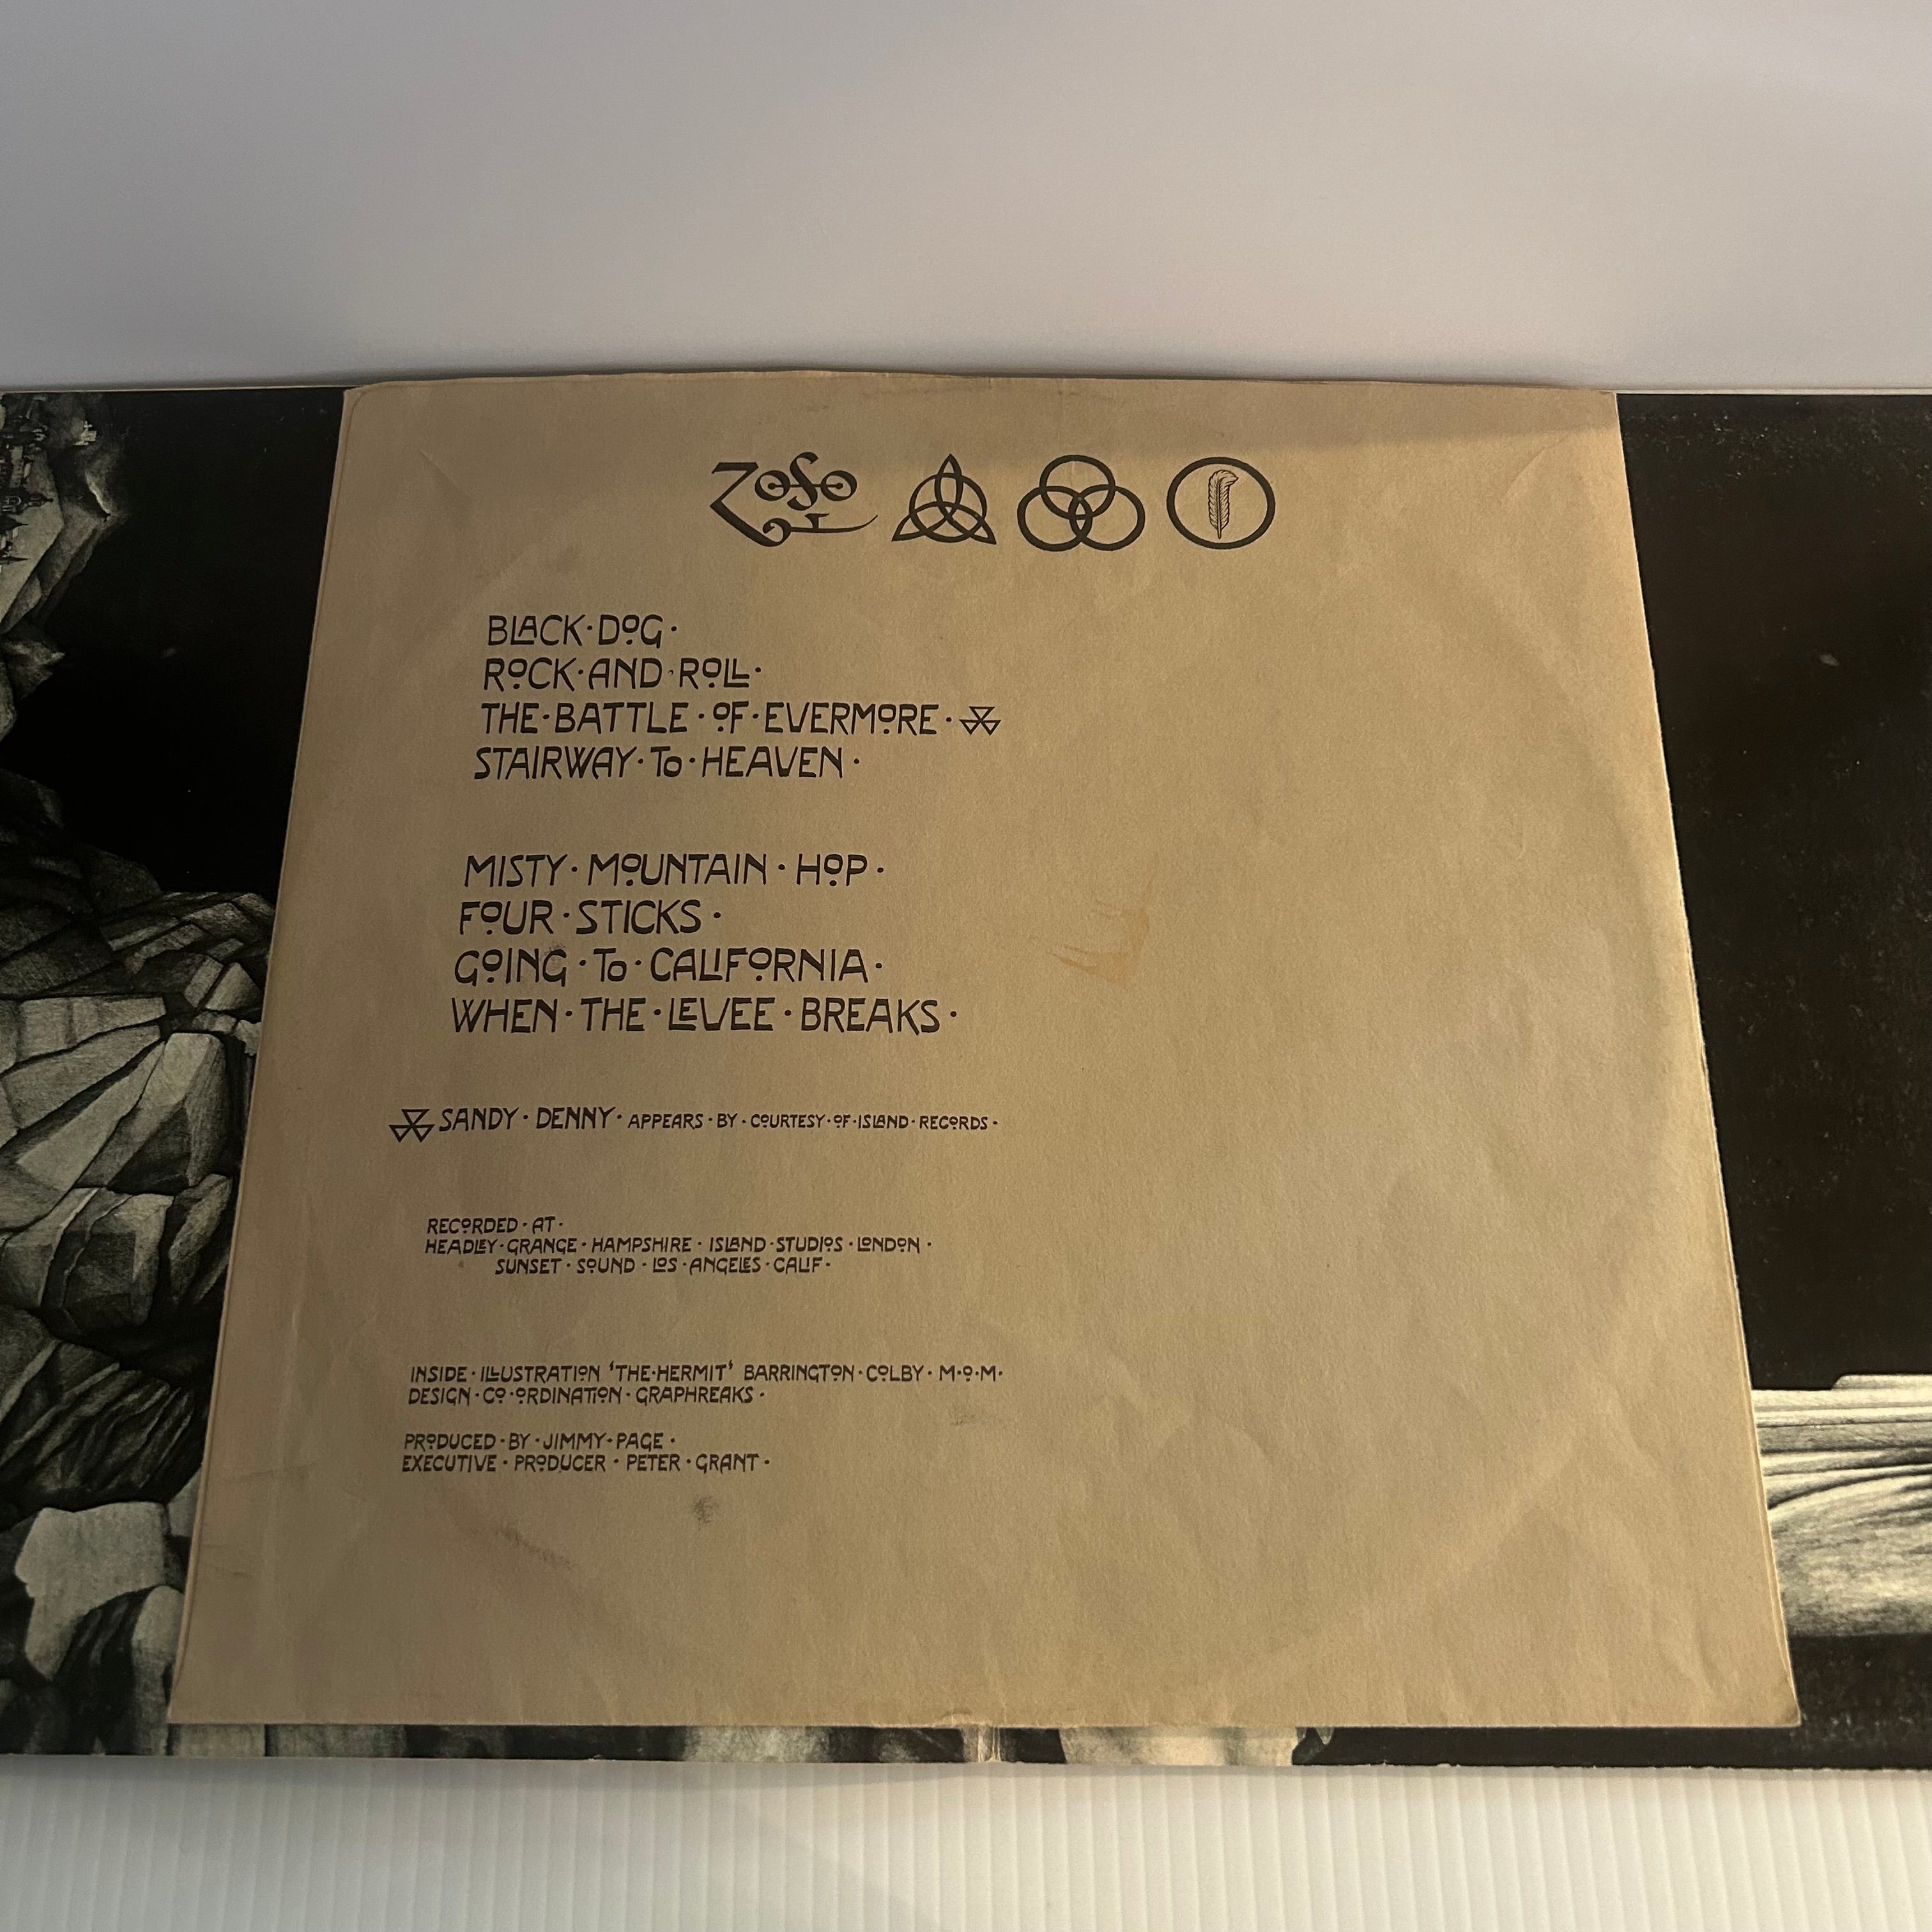 ZOSO
BLACK·DOG·
ROCK·AND·ROLL·
THE·BATTLE·OF·EVERMORE·
STAIRWAY·TO·HEAVEN·
MISTY·MOUNTAIN·HOP·
FOUR·STICKS·
GOING·TO·CALIFORNIA·
WHEN·THE·LEVEE·BREAKS·
SANDY·DENNY·APPEARS·BY·COURTESY·OF·ISLAND·RECORDS·
RECORDED·AT·
HEADLEY·GRANGE·HAMPSHIRE·ISLAND·STUDIOS·LONDON·
SUNSET·SOUND·LOS·ANGELES·CALIF·
INSIDE·ILLUSTRATION 'THE·HERMIT' BARRINGTON·COLBY·M·O·M·
DESIGN·CO·ORDINATION·GRAPHREAKS·
PRODUCED·BY·JIMMY·PAGE·
EXECUTIVE·PRODUCER·PETER·GRANT·